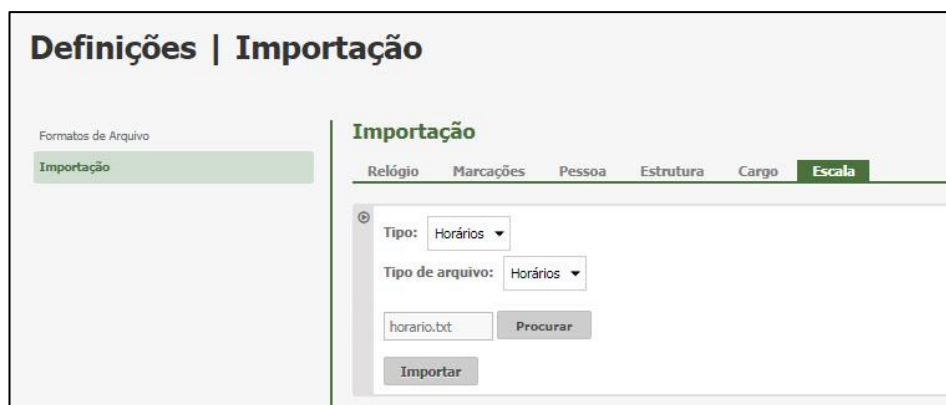 Definições | Importação
Formatos de Arquivo
Importação
Importação
Relógio Marcações Pessoa Estrutura Cargo Escala
Tipo: Horários
Tipo de arquivo: Horários
horario.txt Procurar
Importar